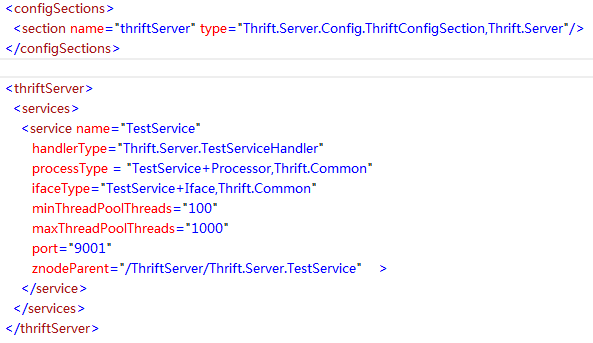 <configSections>
<section name="thriftServer" type="Thrift.Server.Config.ThriftConfigSection,Thrift.Server"/>
</configSections>
<thriftServer>
<services>
<service name="TestService"
handlerType="Thrift.Server.TestServiceHandler"
processType = "TestService+Processor,Thrift.Common"
ifaceType="TestService+Iface,Thrift.Common"
minThreadPoolThreads="100"
maxThreadPoolThreads="1000"
port="9001"
znodeParent="/ThriftServer/Thrift.Server.TestService" >
</service>
</services>
</thriftServer>